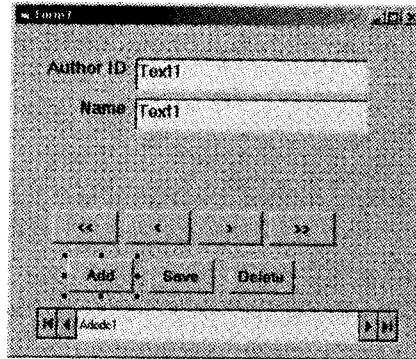 Form1
Author ID Text1
Name Text1
<< < > >>
Add Save Delete
Adodc1